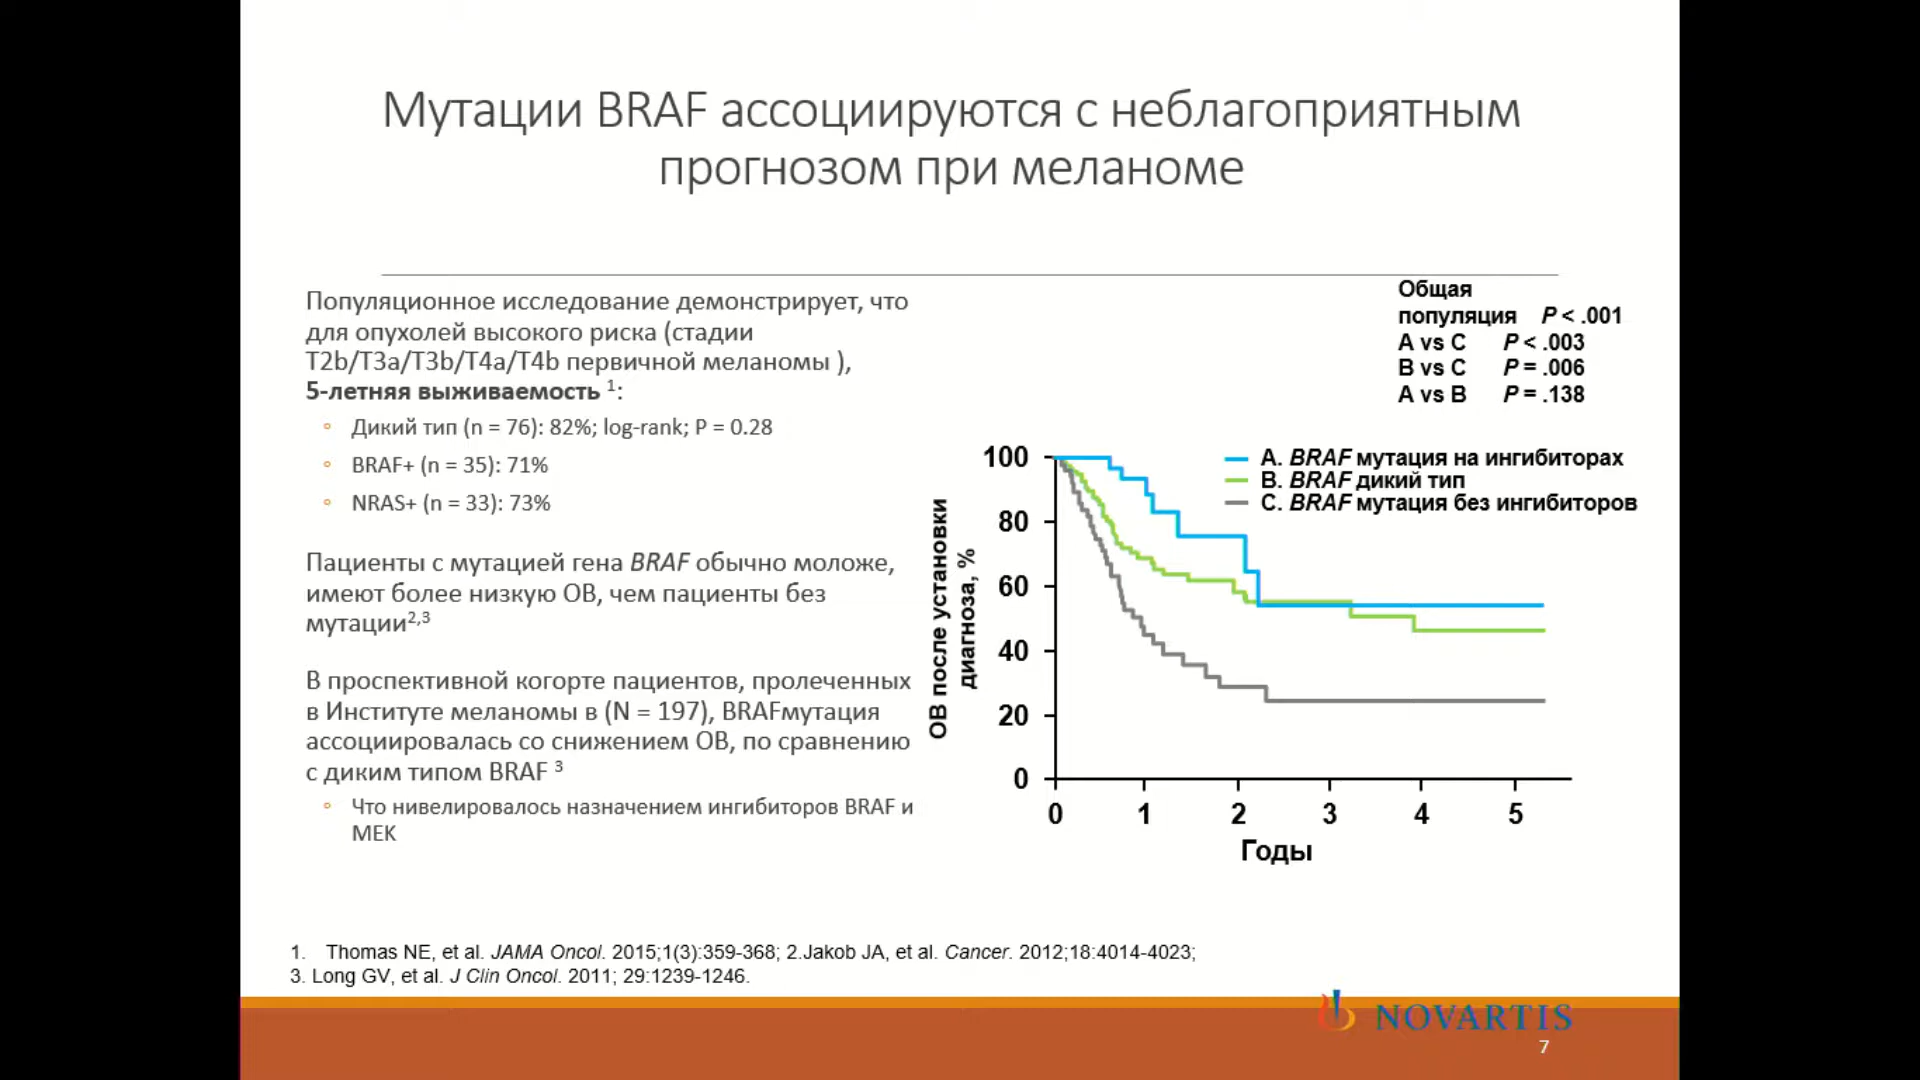 Мутации BRAF ассоциируются с неблагоприятным
прогнозом при меланоме
Популяционное исследование демонстрирует, что
для опухолей высокого риска (стадии
T2b/T3a/T3b/T4a/T4b первичной меланомы ),
5-летняя выживаемость ¹:
◦ Дикий тип (n = 76): 82%; log-rank; P = 0.28
◦ BRAF+ (n = 35): 71%
◦ NRAS+ (n = 33): 73%
Пациенты с мутацией гена BRAF обычно моложе,
имеют более низкую ОВ, чем пациенты без
мутации²,³
В проспективной когорте пациентов, пролеченных
в Институте меланомы в (N = 197), BRAFмутация
ассоциировалась со снижением ОВ, по сравнению
с диким типом BRAF ³
◦ Что нивелировалось назначением ингибиторов BRAF и
MEK
Общая
популяция P < .001
A vs C P < .003
B vs C P = .006
A vs B P = .138
A. BRAF мутация на ингибиторах
B. BRAF дикий тип
C. BRAF мутация без ингибиторов
ОВ после установки
диагноза, %
100
80
60
40
20
0
0 1 2 3 4 5
Годы
1. Thomas NE, et al. JAMA Oncol. 2015;1(3):359-368; 2.Jakob JA, et al. Cancer. 2012;18:4014-4023;
3. Long GV, et al. J Clin Oncol. 2011; 29:1239-1246.
NOVARTIS
7